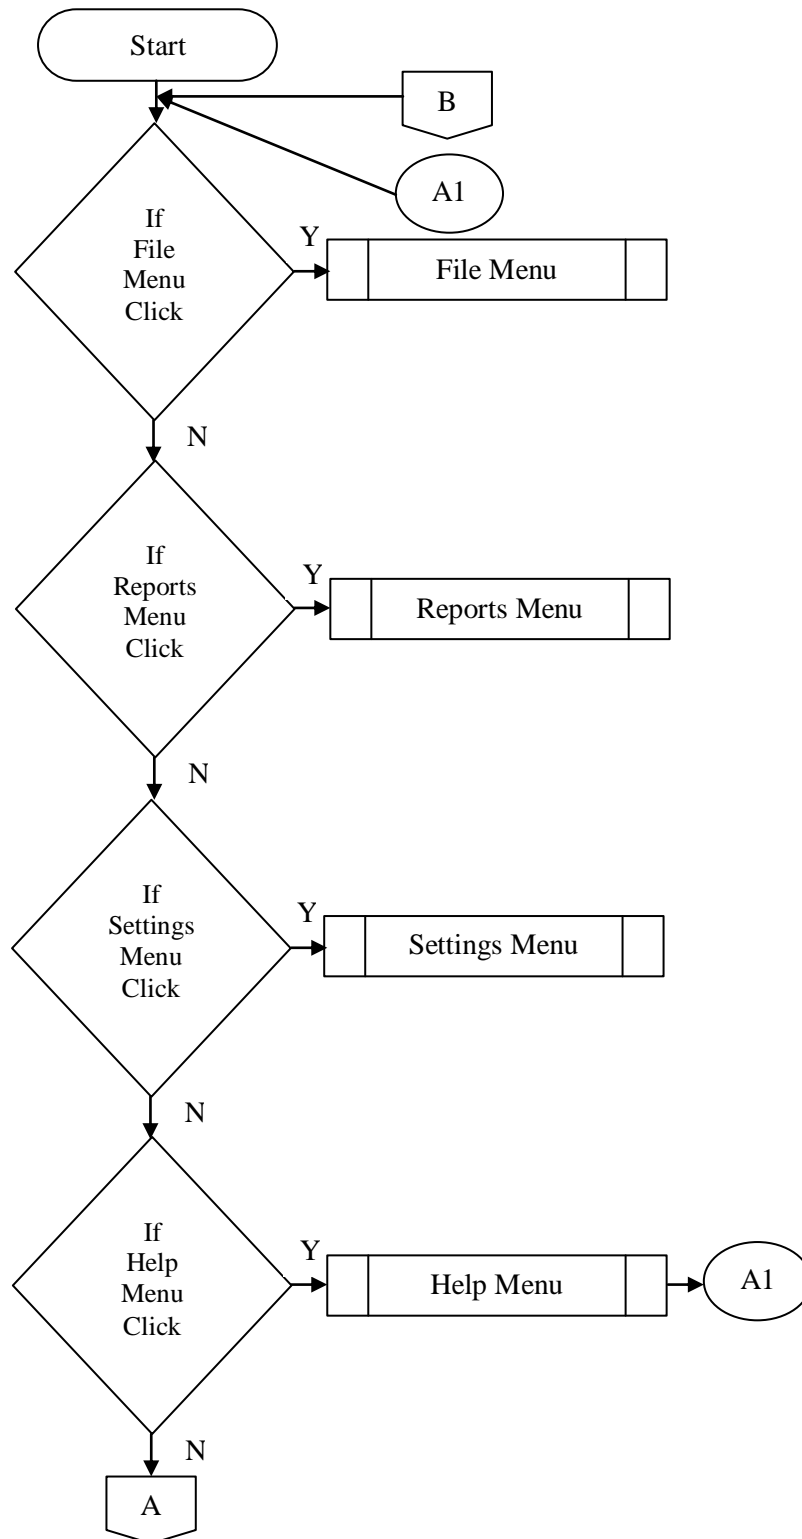 Start
B
A1
If
File
Menu
Click
Y
File Menu
N
If
Reports
Menu
Click
Y
Reports Menu
N
If
Settings
Menu
Click
Y
Settings Menu
N
If
Help
Menu
Click
Y
Help Menu
A1
N
A